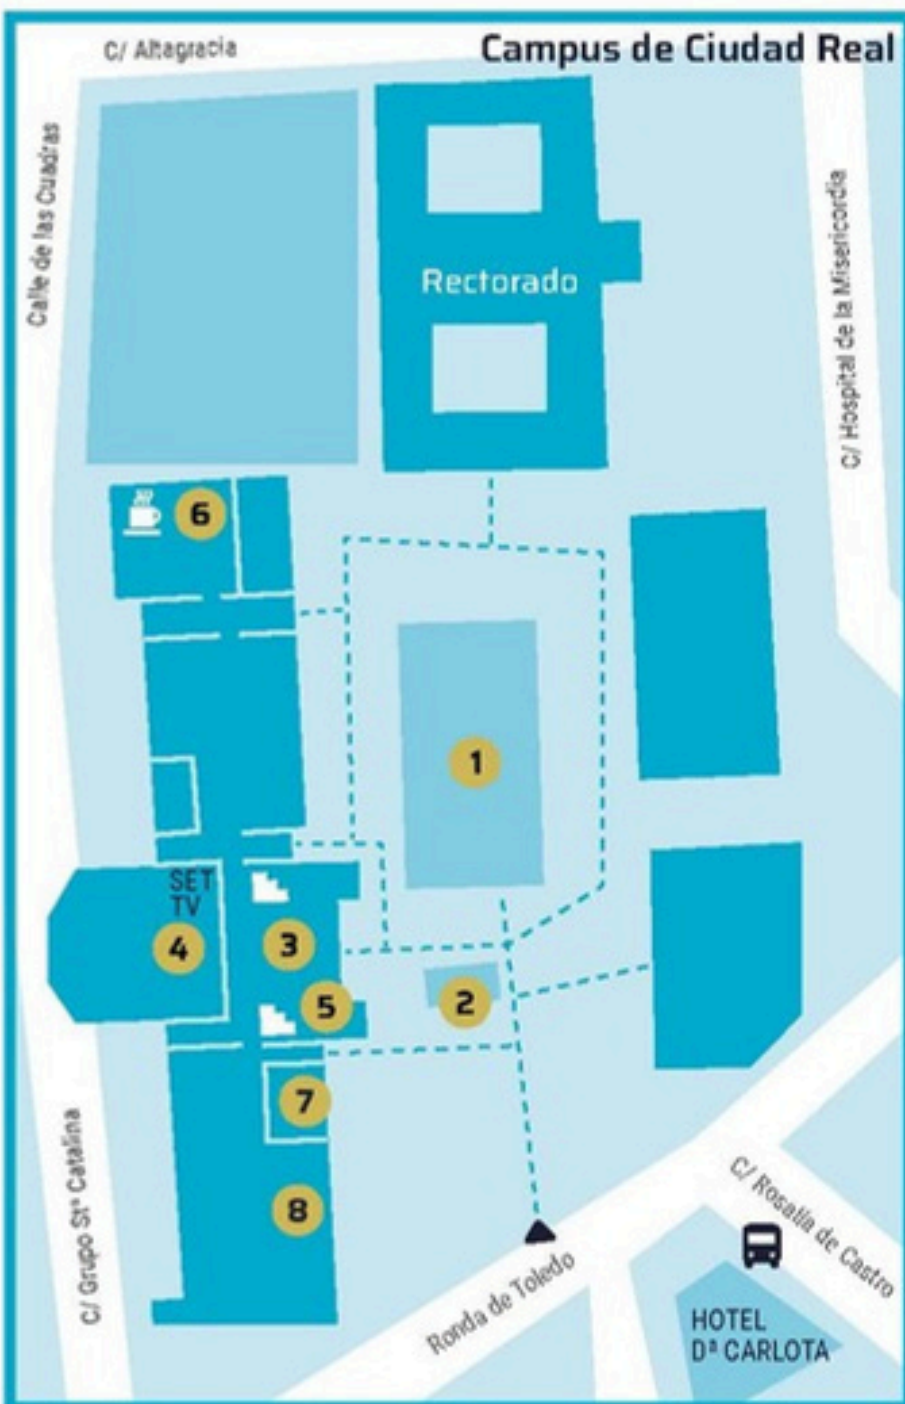 C/ Altagracia
Campus de Ciudad Real
Calle de las Cuadras
C/ Hospital de la Misericordia
Rectorado
6
1
SET
TV
4
3
5
2
7
8
C/ Grupo Stª Catalina
Ronda de Toledo
C/ Rosalía de Castro
HOTEL
Dª CARLOTA